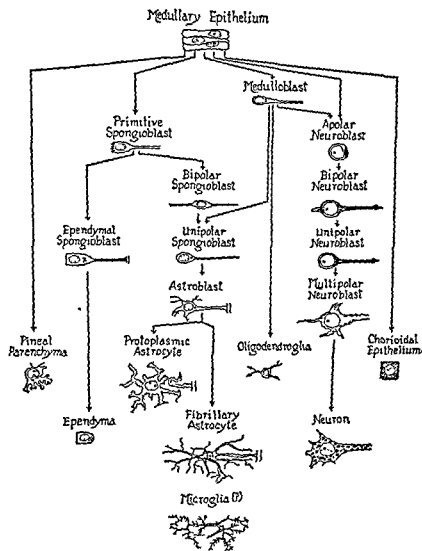 Medullary Epithelium
Medulloblast
Primitive
Spongioblast
Apolar
Neuroblast
Bipolar
Spongioblast
Bipolar
Neuroblast
Ependymal
Spongioblast
Unipolar
Spongioblast
Unipolar
Neuroblast
Astroblast
Multipolar
Neuroblast
Pineal
Parenchyma
Protoplasmic
Astrocyte
Oligodendroglia
Chorioidal
Epithelium
Ependyma
Fibrillary
Astrocyte
Neuron
Microglia (?)